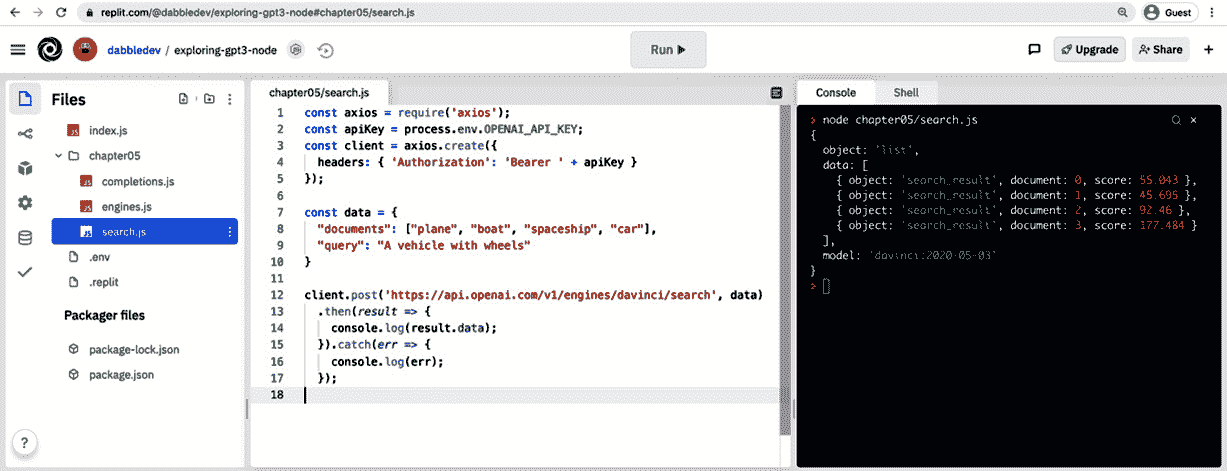 replit.com/@dabbledev/exploring-gpt3-node#chapter05/search.js
Guest
dabbledev / exploring-gpt3-node
Run
Upgrade
Share
Files
index.js
chapter05
completions.js
engines.js
search.js
.env
.replit
Packager files
package-lock.json
package.json
?
chapter05/search.js
1 const axios = require('axios');
2 const apiKey = process.env.OPENAI_API_KEY;
3 const client = axios.create({
4 headers: { 'Authorization': 'Bearer ' + apiKey }
5 });
6
7 const data = {
8 "documents": ["plane", "boat", "spaceship", "car"],
9 "query": "A vehicle with wheels"
10 }
11
12 client.post('https://api.openai.com/v1/engines/davinci/search', data)
13 .then(result => {
14 console.log(result.data);
15 }).catch(err => {
16 console.log(err);
17 });
18
Console
Shell
> node chapter05/search.js
{
object: 'list',
data: [
{ object: 'search_result', document: 0, score: 55.043 },
{ object: 'search_result', document: 1, score: 45.695 },
{ object: 'search_result', document: 2, score: 92.46 },
{ object: 'search_result', document: 3, score: 177.484 }
],
model: 'davinci:2020-05-03'
}
>